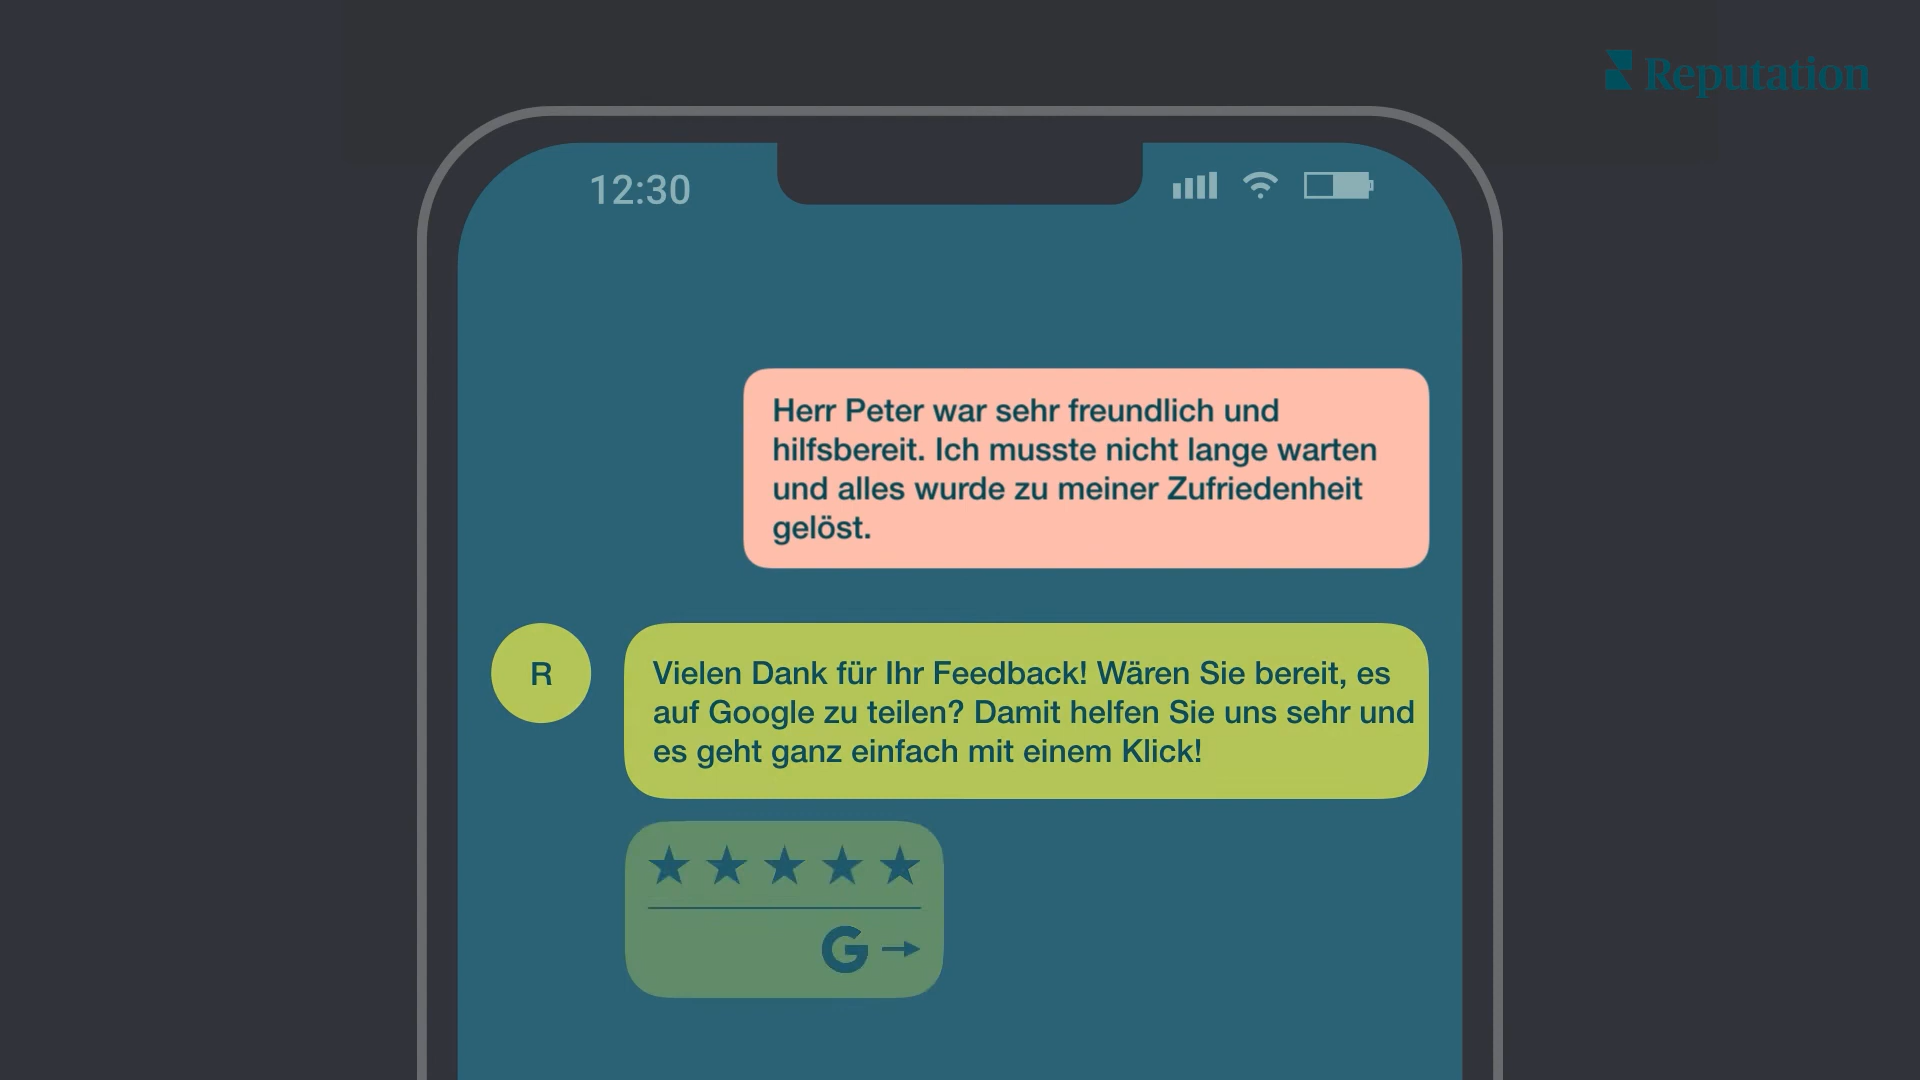 Reputation
12:30
Herr Peter war sehr freundlich und
hilfsbereit. Ich musste nicht lange warten
und alles wurde zu meiner Zufriedenheit
gelöst.
R
Vielen Dank für Ihr Feedback! Wären Sie bereit, es
auf Google zu teilen? Damit helfen Sie uns sehr und
es geht ganz einfach mit einem Klick!
G